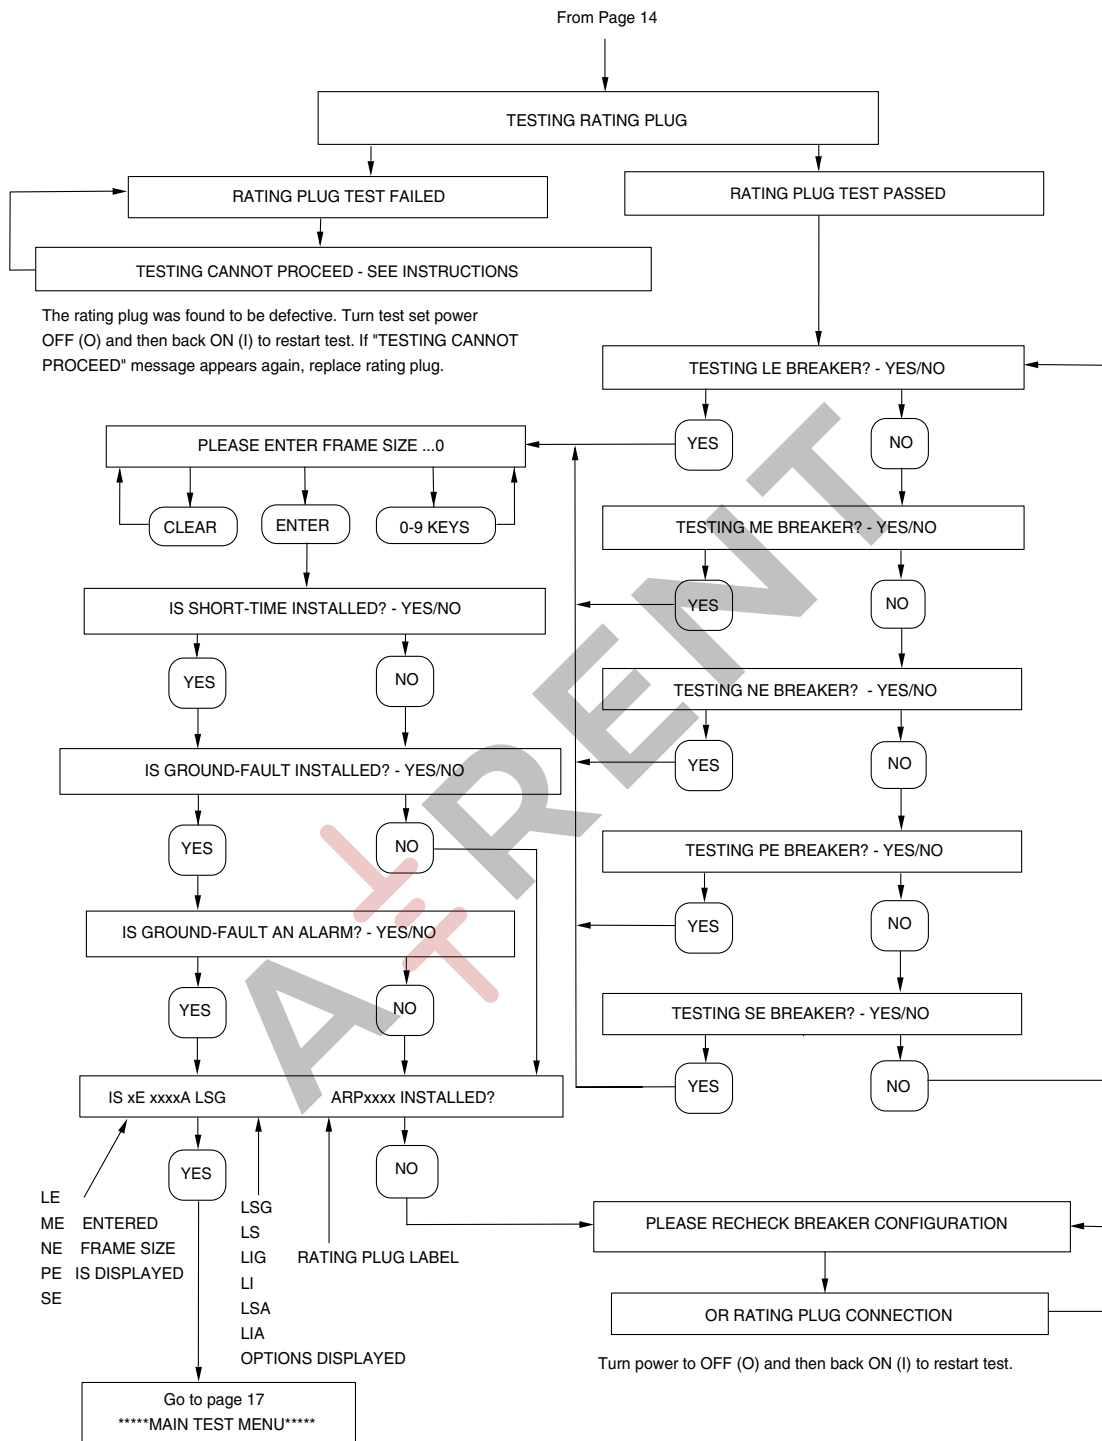 From Page 14
TESTING RATING PLUG
RATING PLUG TEST FAILED
RATING PLUG TEST PASSED
TESTING CANNOT PROCEED - SEE INSTRUCTIONS
The rating plug was found to be defective. Turn test set power
OFF (O) and then back ON (I) to restart test. If "TESTING CANNOT
PROCEED" message appears again, replace rating plug.
TESTING LE BREAKER? - YES/NO
YES
NO
PLEASE ENTER FRAME SIZE ...0
CLEAR
ENTER
0-9 KEYS
TESTING ME BREAKER? - YES/NO
YES
NO
IS SHORT-TIME INSTALLED? - YES/NO
YES
NO
TESTING NE BREAKER? - YES/NO
YES
NO
IS GROUND-FAULT INSTALLED? - YES/NO
YES
NO
TESTING PE BREAKER? - YES/NO
YES
NO
IS GROUND-FAULT AN ALARM? - YES/NO
YES
NO
TESTING SE BREAKER? - YES/NO
YES
NO
IS xE xxxxA LSG ARPxxxx INSTALLED?
YES
NO
LE
ME ENTERED
NE FRAME SIZE
PE IS DISPLAYED
SE
LSG
LS
LIG
LI
LSA
LIA
OPTIONS DISPLAYED
RATING PLUG LABEL
PLEASE RECHECK BREAKER CONFIGURATION
OR RATING PLUG CONNECTION
Turn power to OFF (O) and then back ON (I) to restart test.
Go to page 17
*****MAIN TEST MENU*****
A RENT